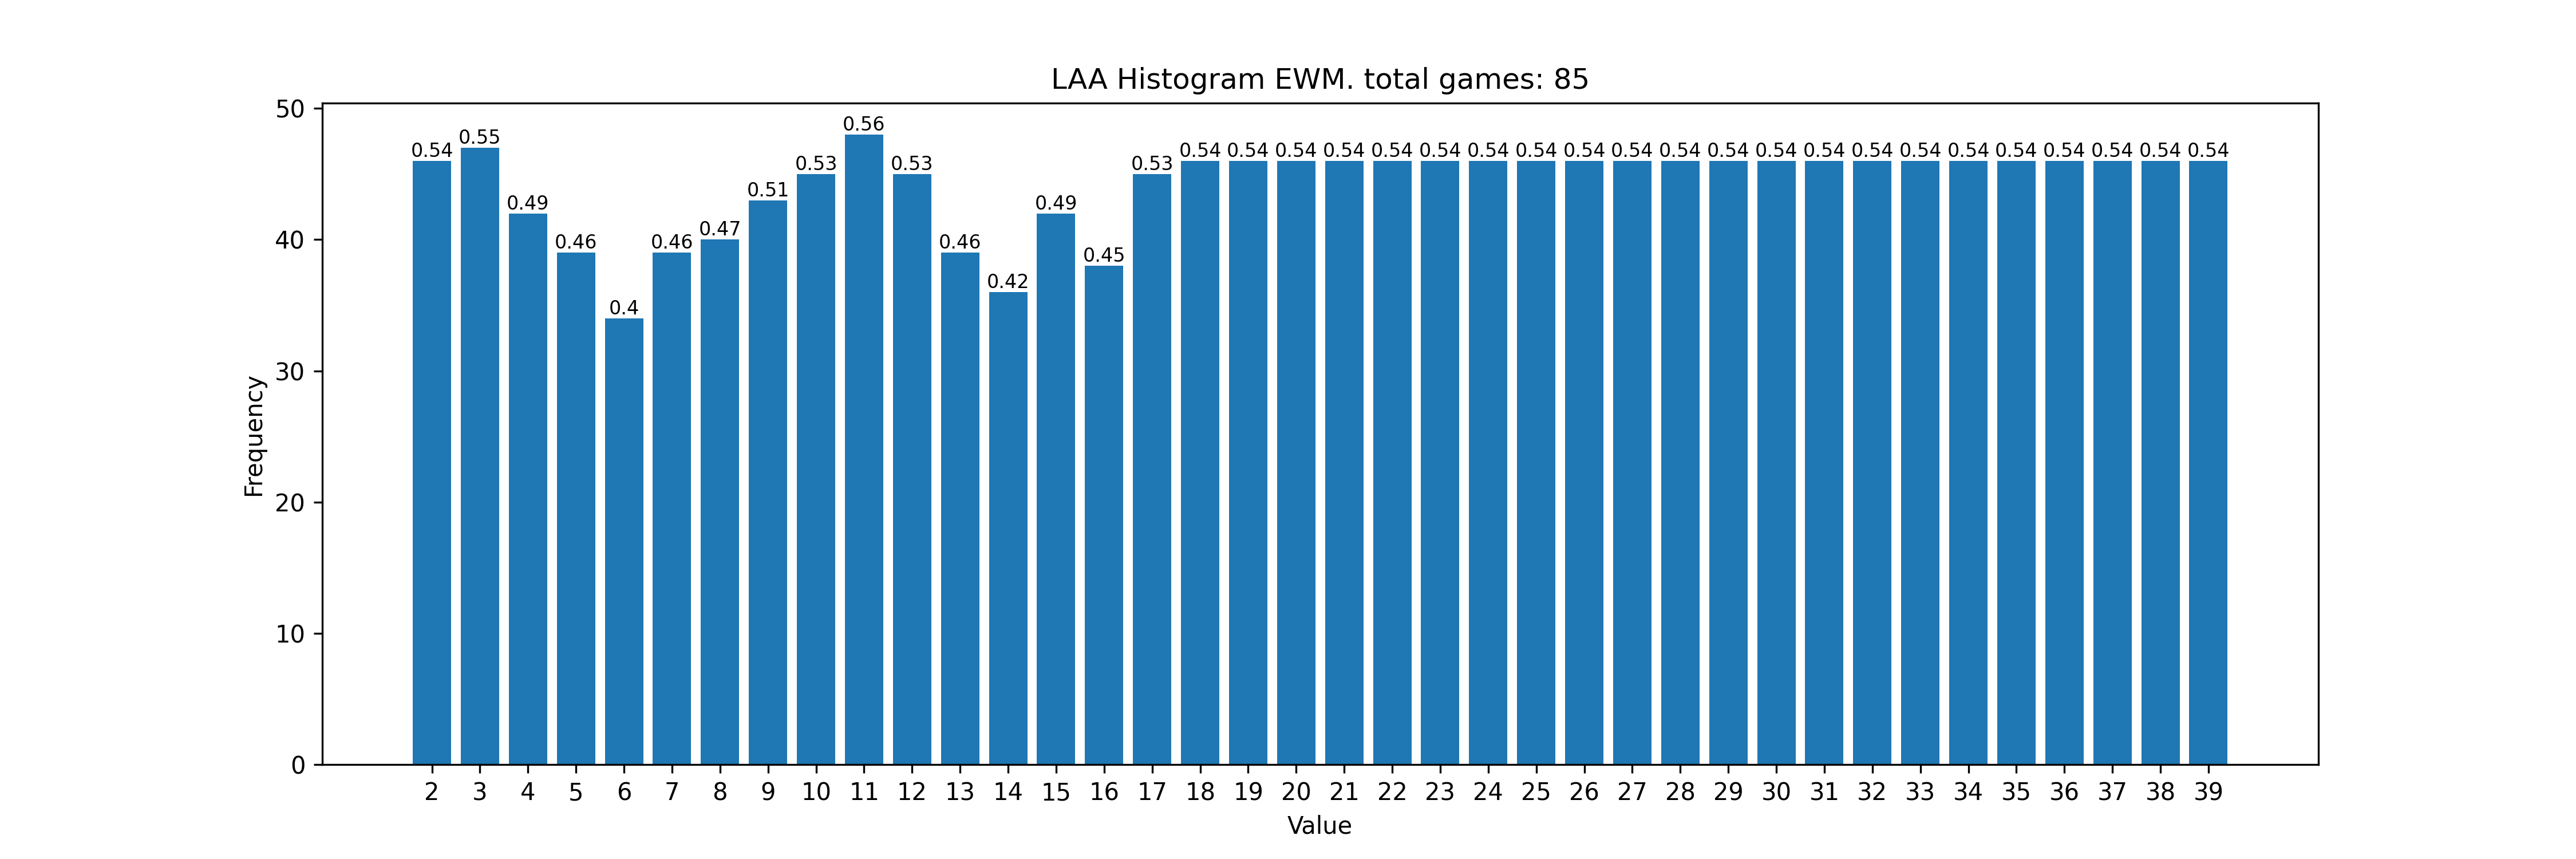 LAA Histogram EWM. total games: 85
50
40
30
20
10
0
Frequency
0.54 0.55 0.49 0.46 0.4 0.46 0.47 0.51 0.53 0.56 0.53 0.46 0.42 0.49 0.45 0.53 0.54 0.54 0.54 0.54 0.54 0.54 0.54 0.54 0.54 0.54 0.54 0.54 0.54 0.54 0.54 0.54 0.54 0.54 0.54 0.54 0.54 0.54
2 3 4 5 6 7 8 9 10 11 12 13 14 15 16 17 18 19 20 21 22 23 24 25 26 27 28 29 30 31 32 33 34 35 36 37 38 39
Value